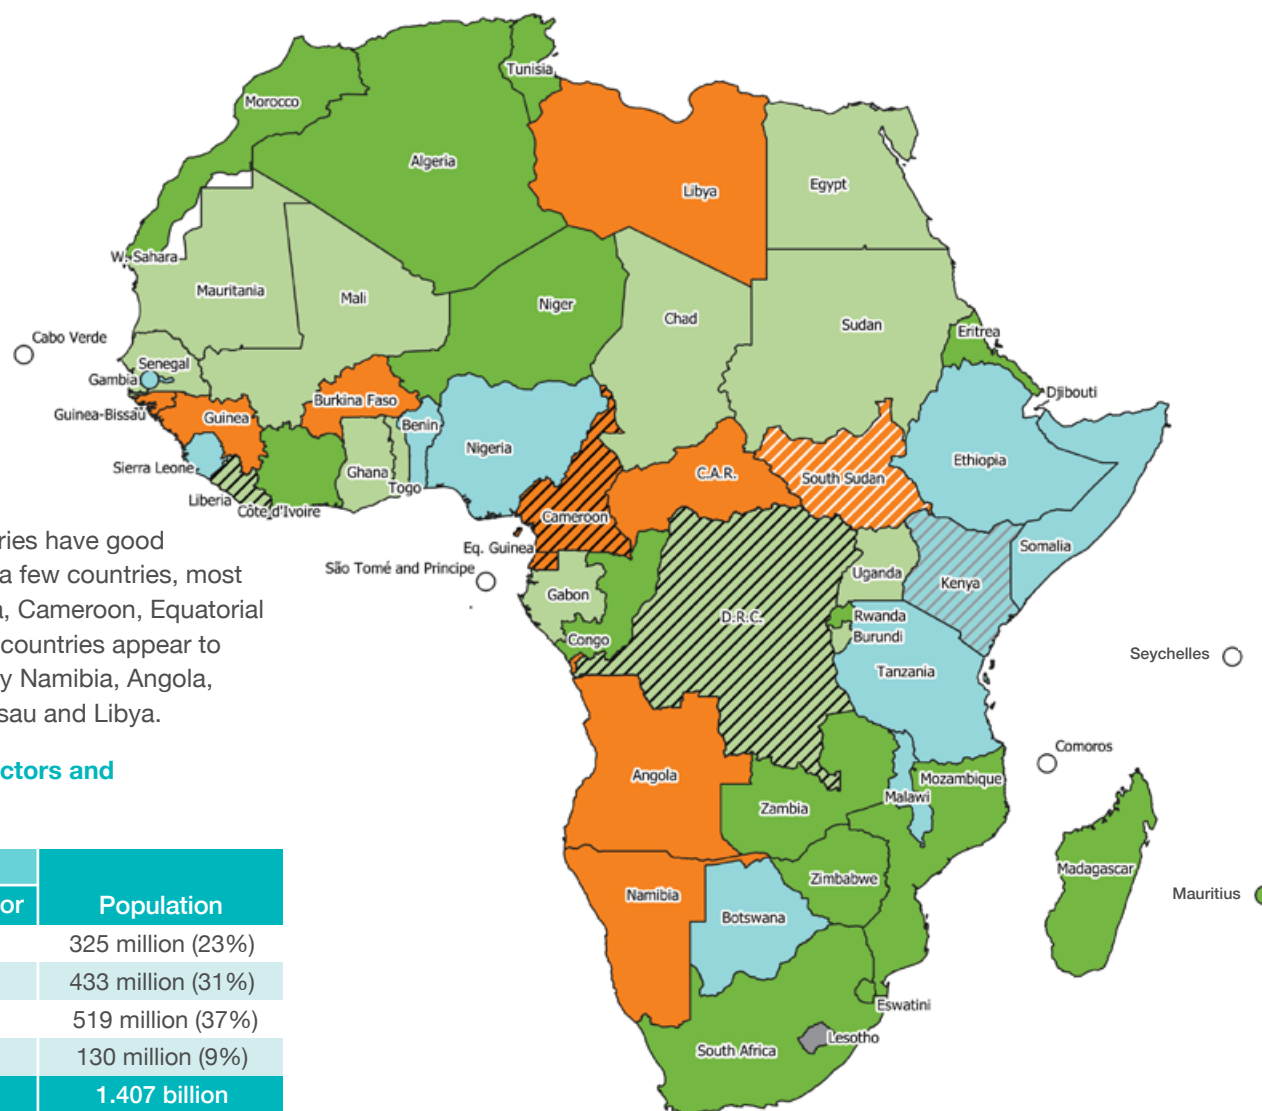 Tunisia
Morocco
Algeria
Libya
Egypt
W. Sahara
Mauritania
Mali
Niger
Chad
Sudan
Eritrea
Cabo Verde
Senegal
Gambia
Djibouti
Guinea-Bissau
Guinea
Burkina Faso
Benin
Nigeria
Ethiopia
Sierra Leone
Ghana
Togo
C.A.R.
South Sudan
Liberia
Côte d'Ivoire
Cameroon
Eq. Guinea
Somalia
São Tomé and Principe
Gabon
Uganda
Kenya
D.R.C.
Rwanda
Congo
Burundi
Seychelles
Tanzania
Comoros
Angola
Mozambique
Zambia
Malawi
Madagascar
Zimbabwe
Namibia
Mauritius
Botswana
Eswatini
Lesotho
South Africa
ries have good
a few countries, most
a, Cameroon, Equatorial
countries appear to
y Namibia, Angola,
sau and Libya.
ctors and
or
Population
325 million (23%)
433 million (31%)
519 million (37%)
130 million (9%)
1.407 billion